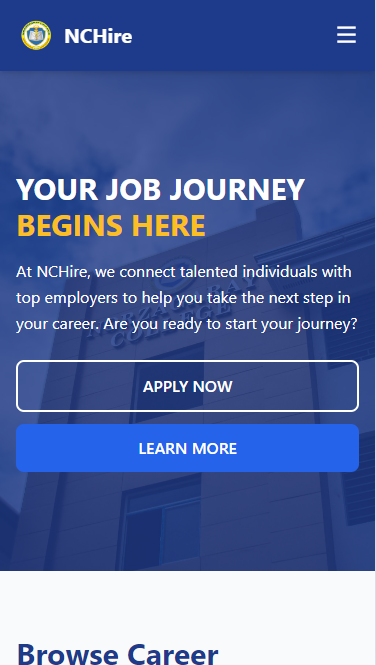 NCHire
YOUR JOB JOURNEY
BEGINS HERE
At NCHire, we connect talented individuals with
top employers to help you take the next step in
your career. Are you ready to start your journey?
COLLEGE
APPLY NOW
LEARN MORE
Browse Career